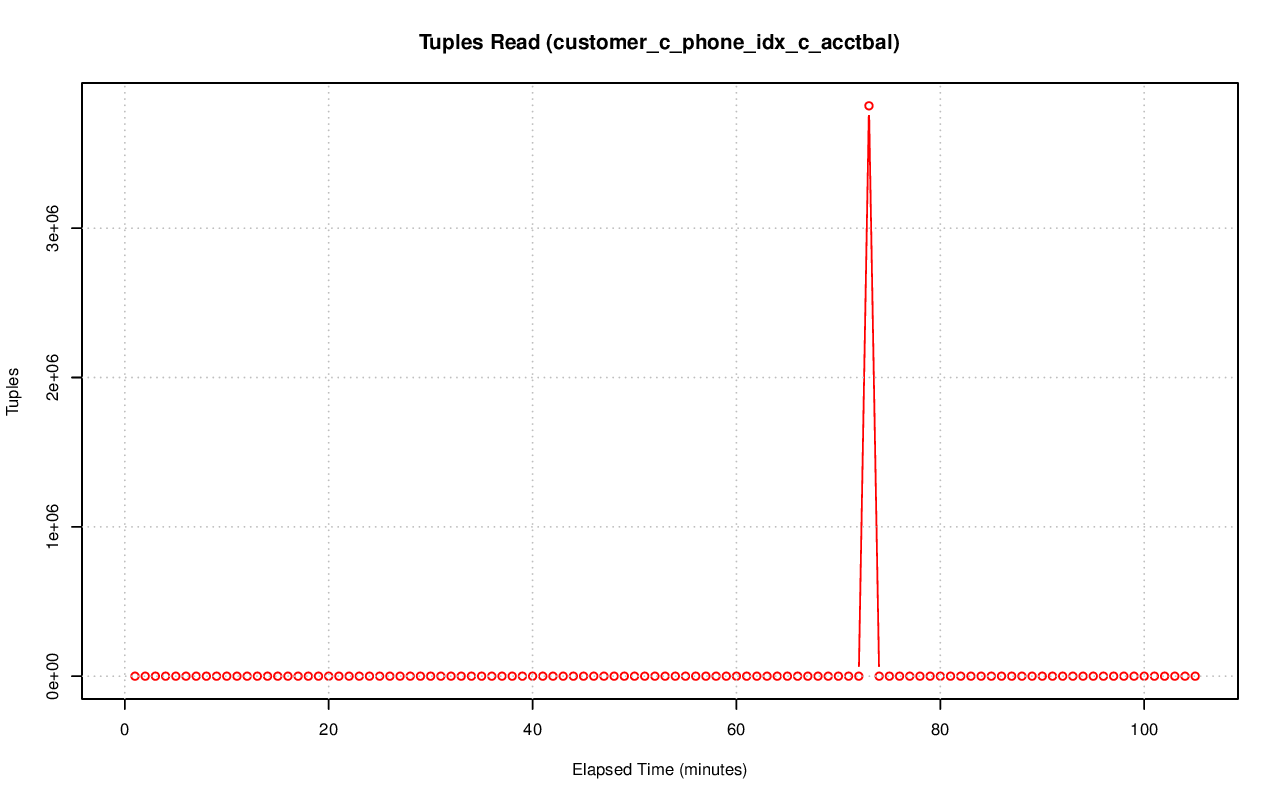 Tuples Read (customer_c_phone_idx_c_acctbal)
3e+06
2e+06
1e+06
0e+00
Tuples
0 20 40 60 80 100
Elapsed Time (minutes)